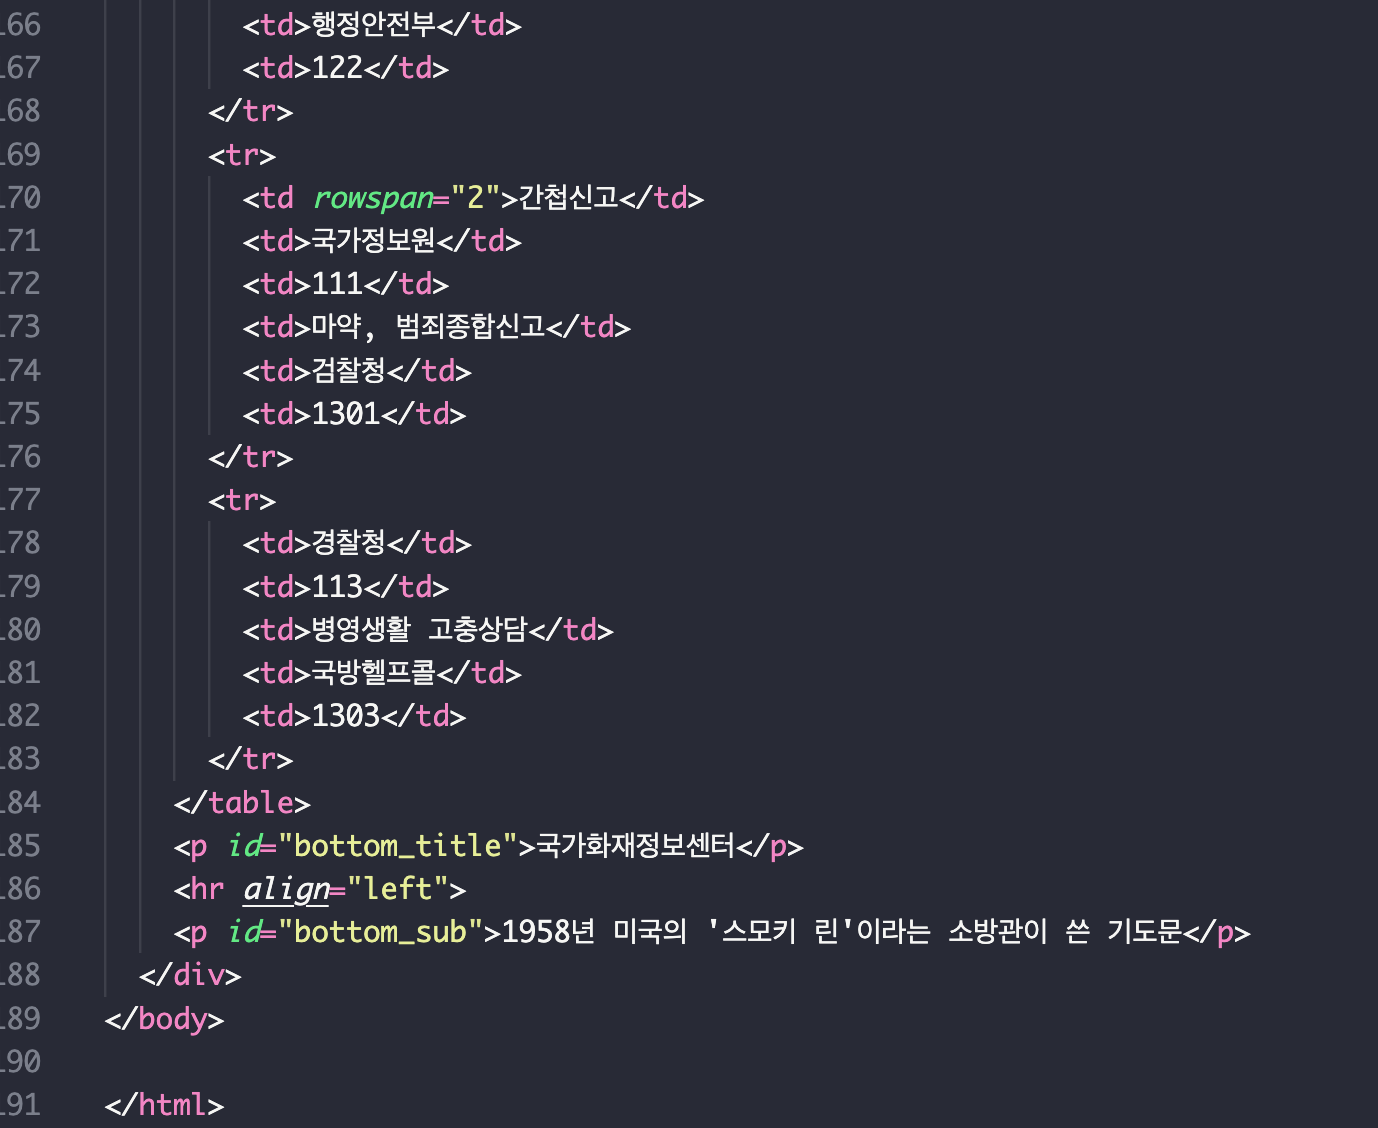 166 <td>행정안전부</td>
167 <td>122</td>
168 </tr>
169 <tr>
170 <td rowspan="2">간첩신고</td>
171 <td>국가정보원</td>
172 <td>111</td>
173 <td>마약, 범죄종합신고</td>
174 <td>검찰청</td>
175 <td>1301</td>
176 </tr>
177 <tr>
178 <td>경찰청</td>
179 <td>113</td>
180 <td>병영생활 고충상담</td>
181 <td>국방헬프콜</td>
182 <td>1303</td>
183 </tr>
184 </table>
185 <p id="bottom_title">국가화재정보센터</p>
186 <hr align="left">
187 <p id="bottom_sub">1958년 미국의 '스모키 린'이라는 소방관이 쓴 기도문</p>
188 </div>
189 </body>
190
191 </html>